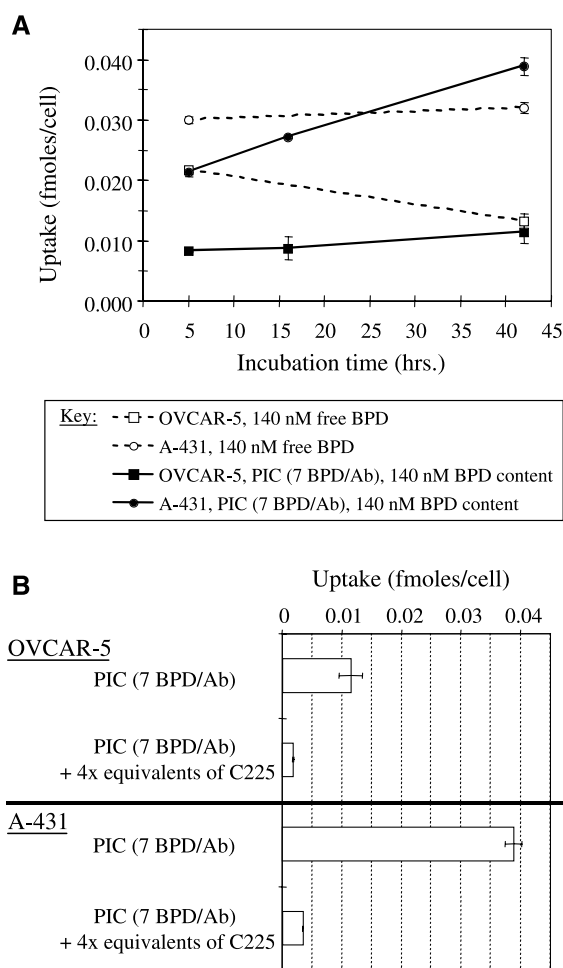 A
Uptake (fmoles/cell)
0.040
0.030
0.020
0.010
0.000
0 5 10 15 20 25 30 35 40 45
Incubation time (hrs.)
Key:
OVCAR-5, 140 nM free BPD
A-431, 140 nM free BPD
OVCAR-5, PIC (7 BPD/Ab), 140 nM BPD content
A-431, PIC (7 BPD/Ab), 140 nM BPD content
B
Uptake (fmoles/cell)
0 0.01 0.02 0.03 0.04
OVCAR-5
PIC (7 BPD/Ab)
PIC (7 BPD/Ab)
+ 4x equivalents of C225
A-431
PIC (7 BPD/Ab)
PIC (7 BPD/Ab)
+ 4x equivalents of C225